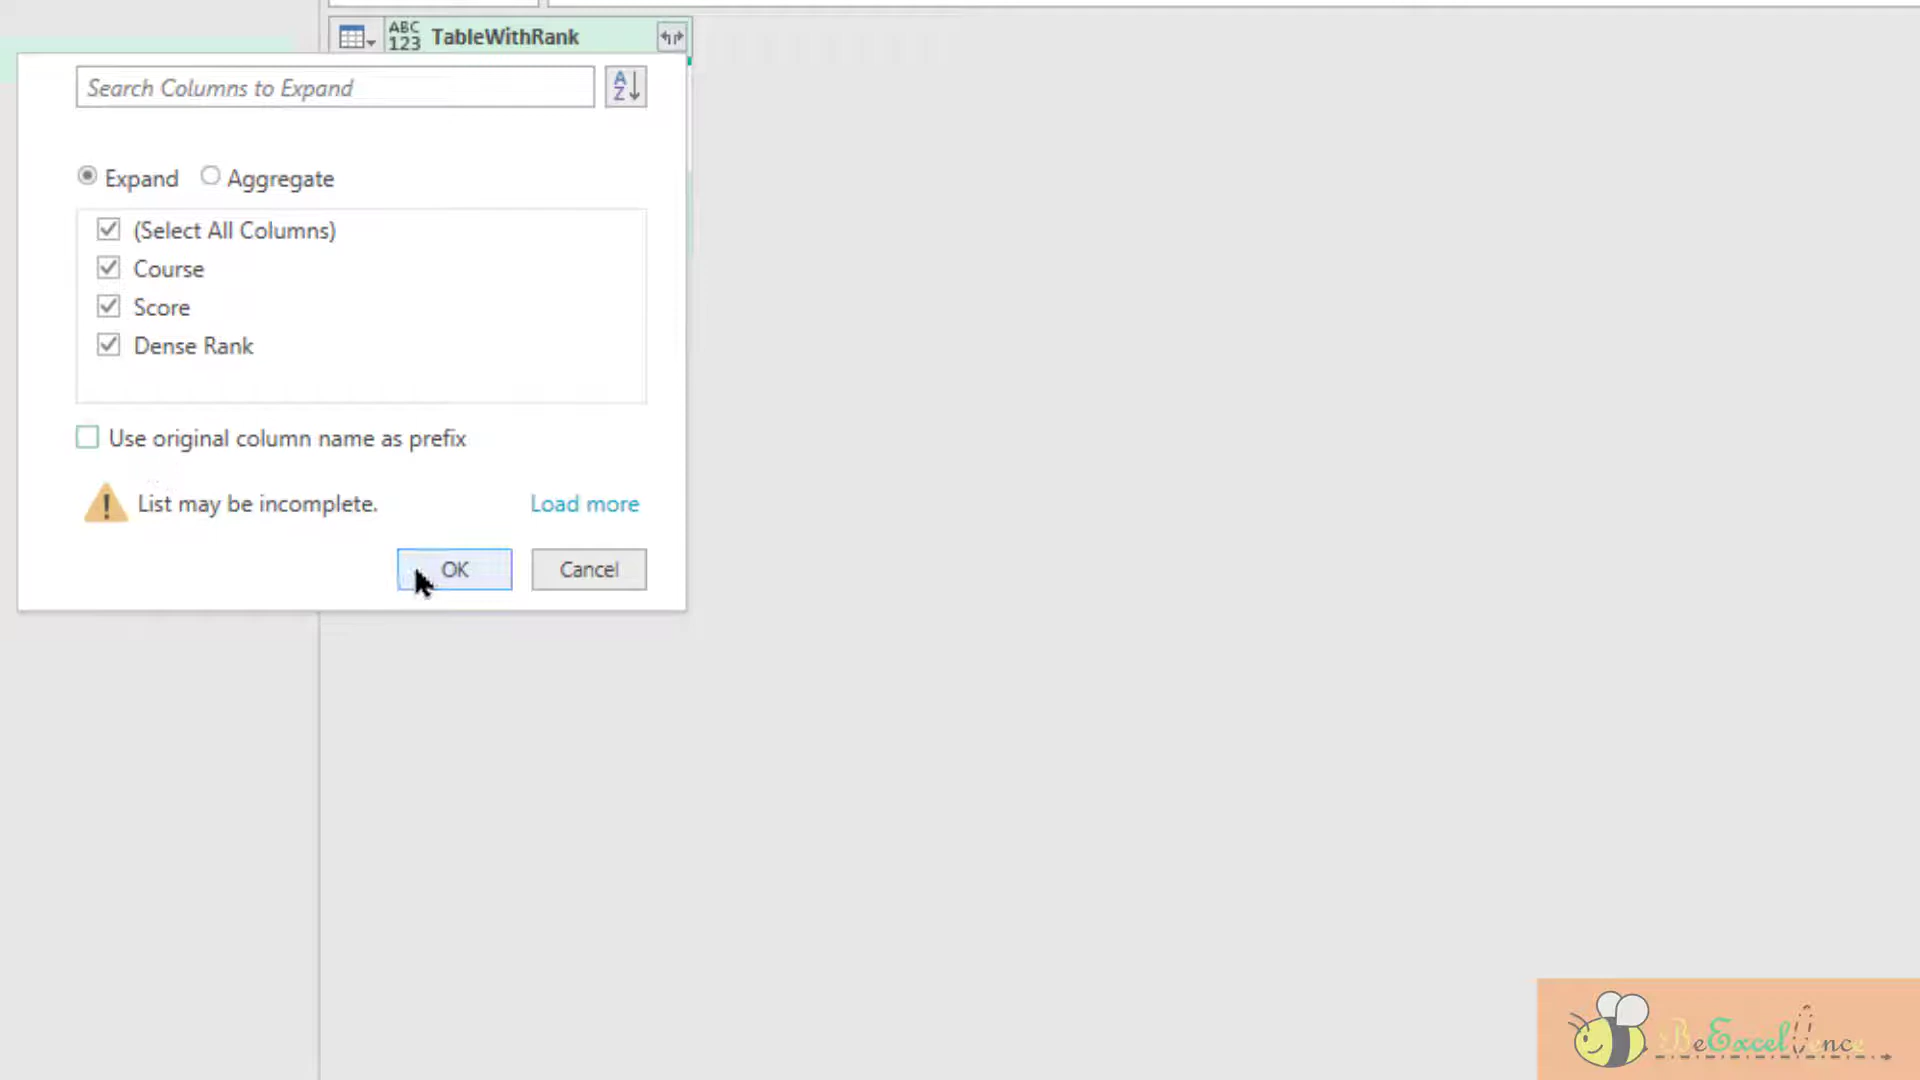 ABC
123 TableWithRank
Search Columns to Expand
A
Z
Expand Aggregate
(Select All Columns)
Course
Score
Dense Rank
Use original column name as prefix
List may be incomplete. Load more
OK Cancel
BeExcellence